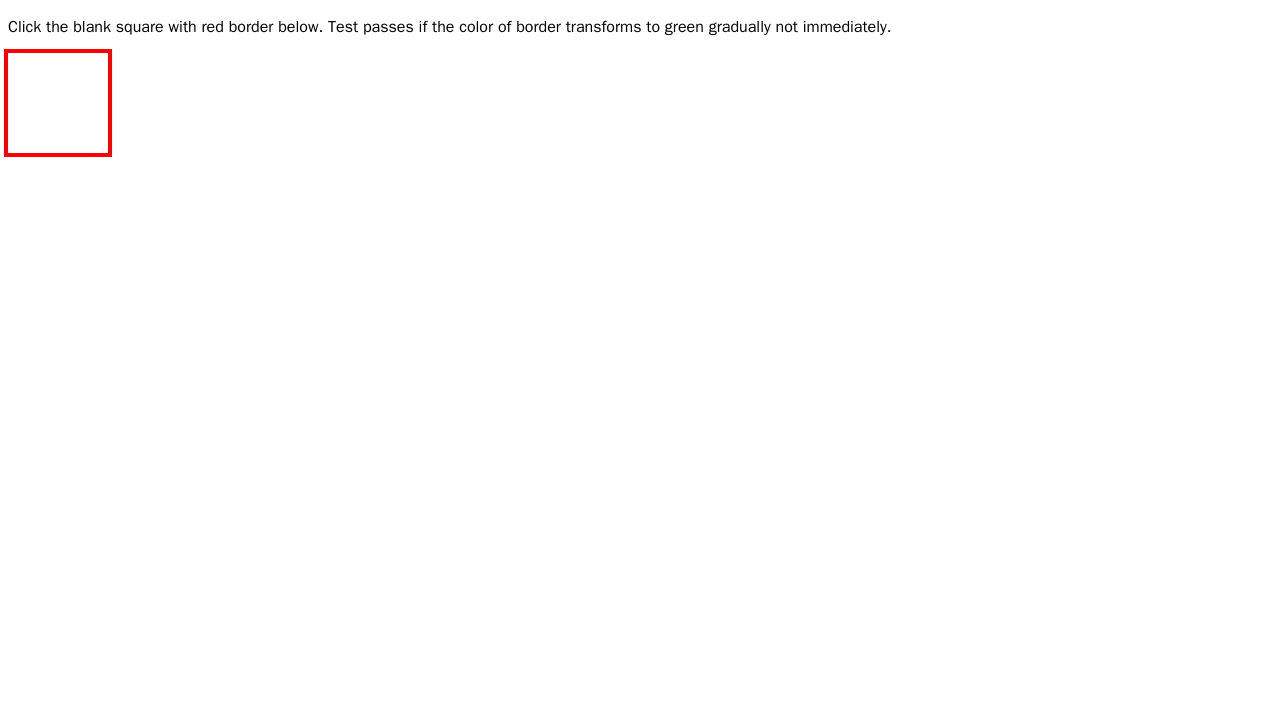 Click the blank square with red border below. Test passes if the color of border transforms to green gradually not immediately.